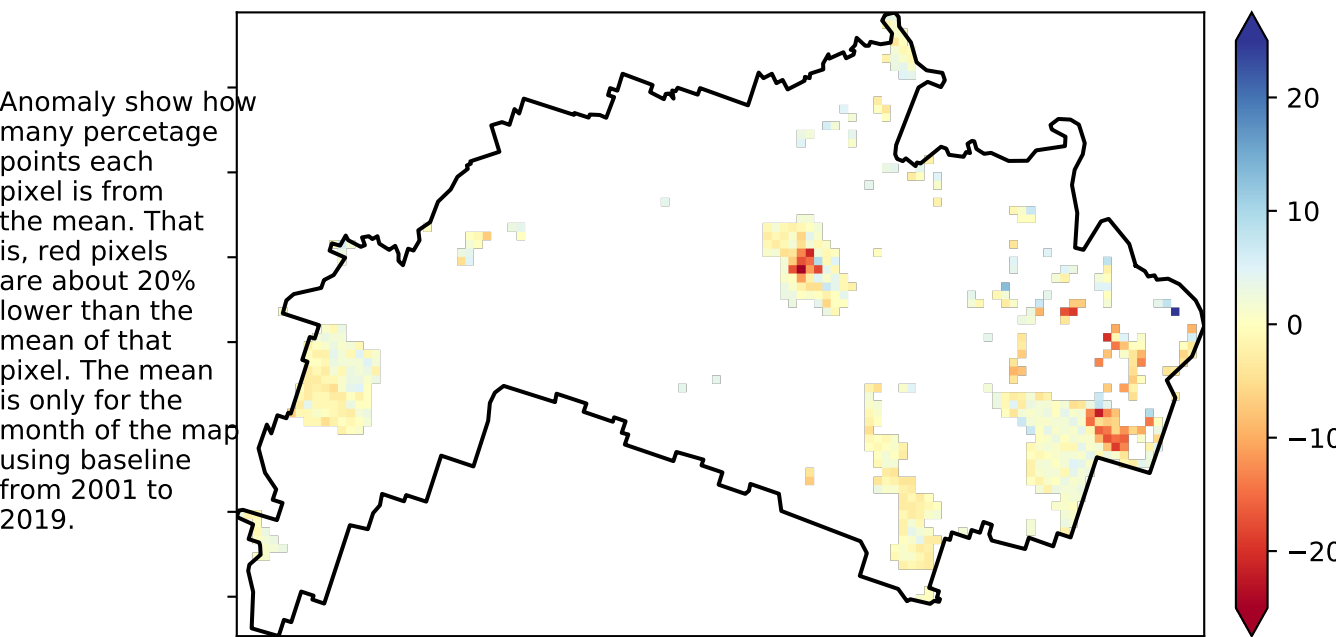 Anomaly show how
many percetage
points each
pixel is from
the mean. That
is, red pixels
are about 20%
lower than the
mean of that
pixel. The mean
is only for the
month of the map
using baseline
from 2001 to
2019.
20
10
0
−10
−20